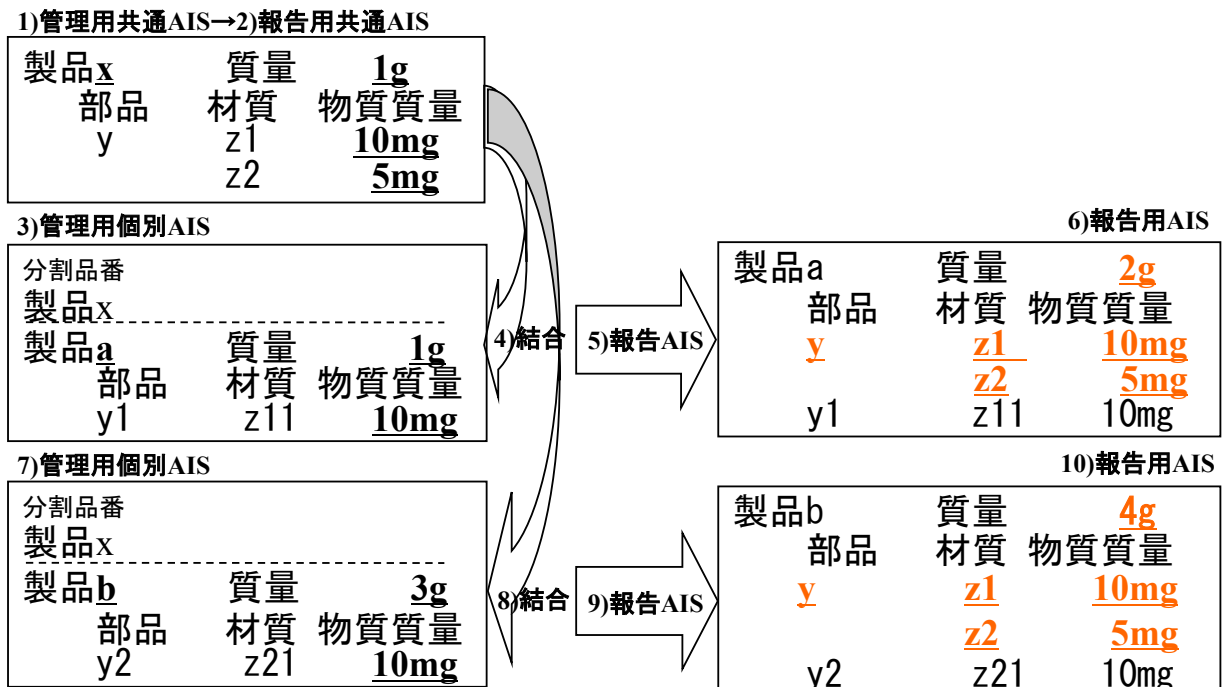 1)管理用共通AIS→2)報告用共通AIS
製品x 質量 1g
部品 材質 物質質量
y z1 10mg
z2 5mg
3)管理用個別AIS
分割品番
製品x
製品a 質量 1g
部品 材質 物質質量
y1 z11 10mg
4)結合
5)報告AIS
6)報告用AIS
製品a 質量 2g
部品 材質 物質質量
y z1 10mg
z2 5mg
y1 z11 10mg
7)管理用個別AIS
分割品番
製品x
製品b 質量 3g
部品 材質 物質質量
y2 z21 10mg
8)結合
9)報告AIS
10)報告用AIS
製品b 質量 4g
部品 材質 物質質量
y z1 10mg
z2 5mg
y2 z21 10mg